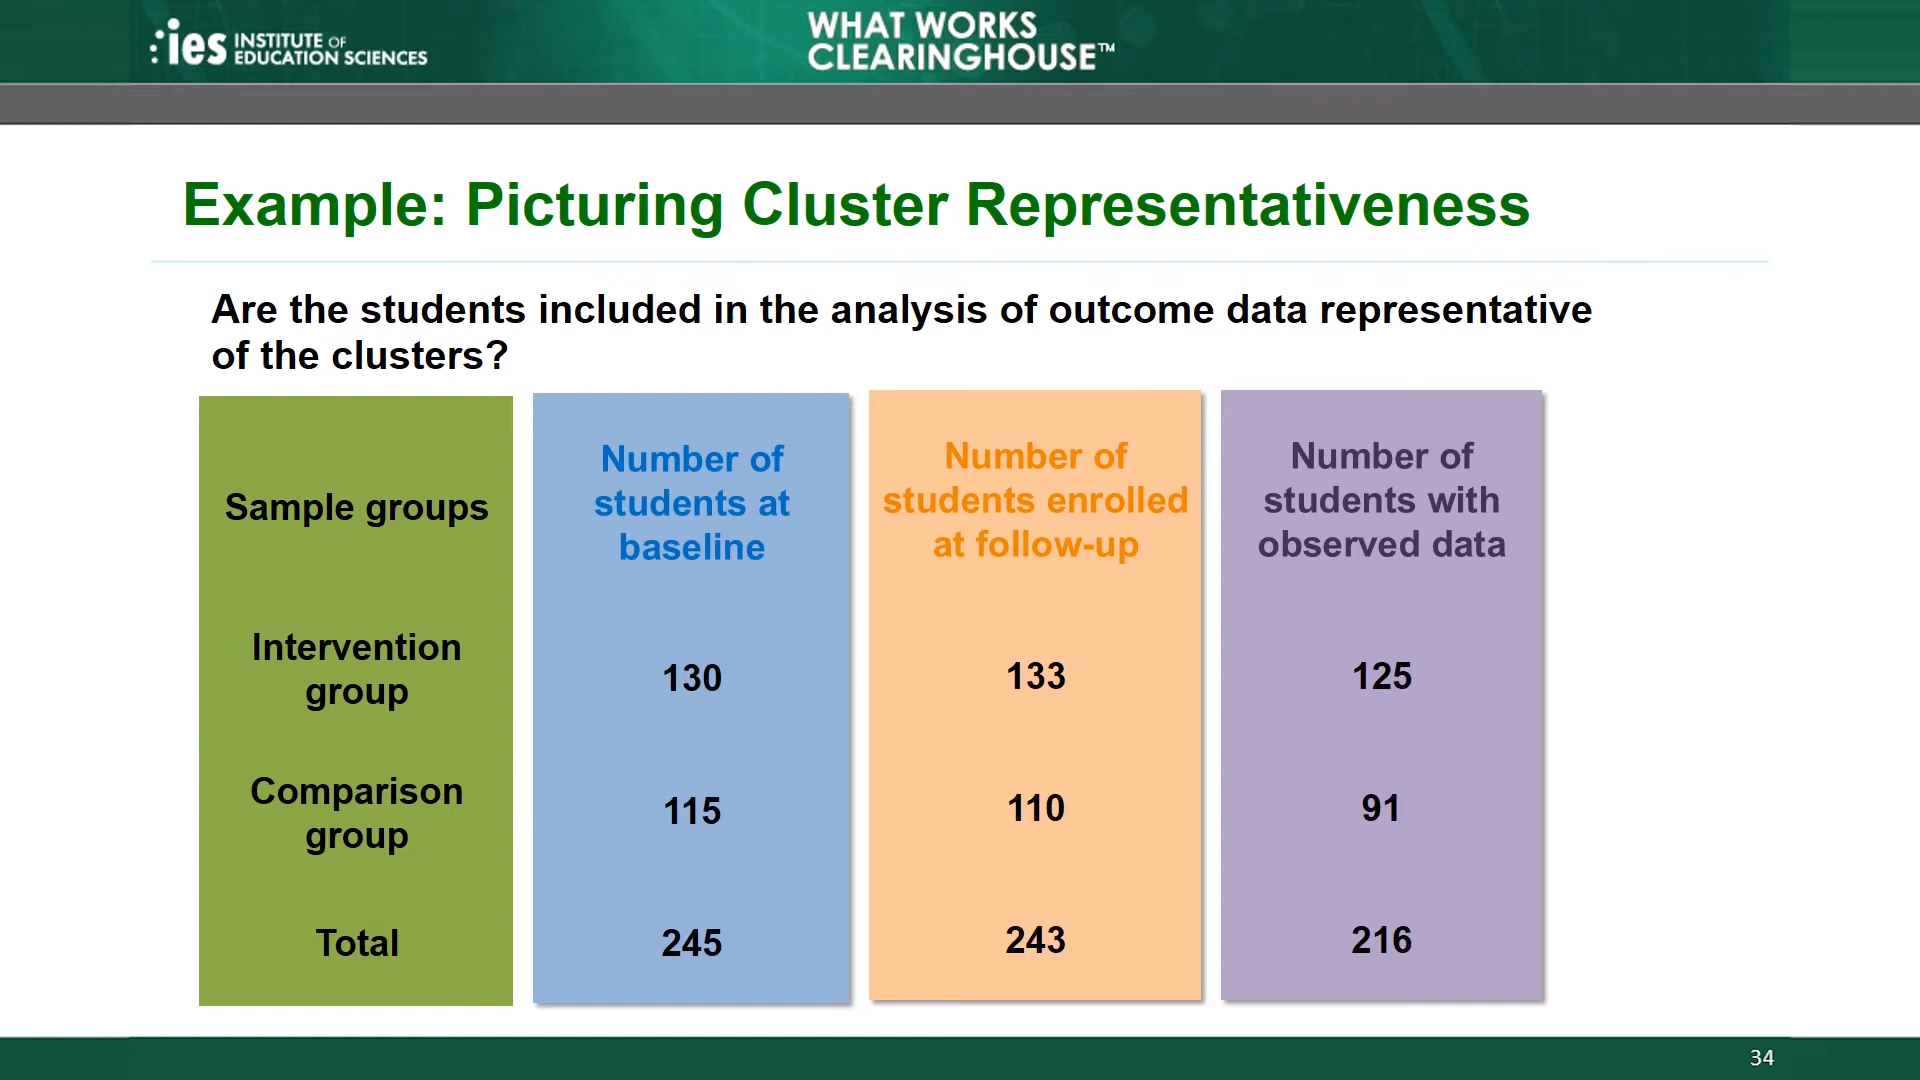 ies INSTITUTE OF
EDUCATION SCIENCES
WHAT WORKS
CLEARINGHOUSE™
Example: Picturing Cluster Representativeness
Are the students included in the analysis of outcome data representative
of the clusters?
Sample groups
Number of
students at
baseline
Number of
students enrolled
at follow-up
Number of
students with
observed data
Intervention
group
130
133
125
Comparison
group
115
110
91
Total
245
243
216
34